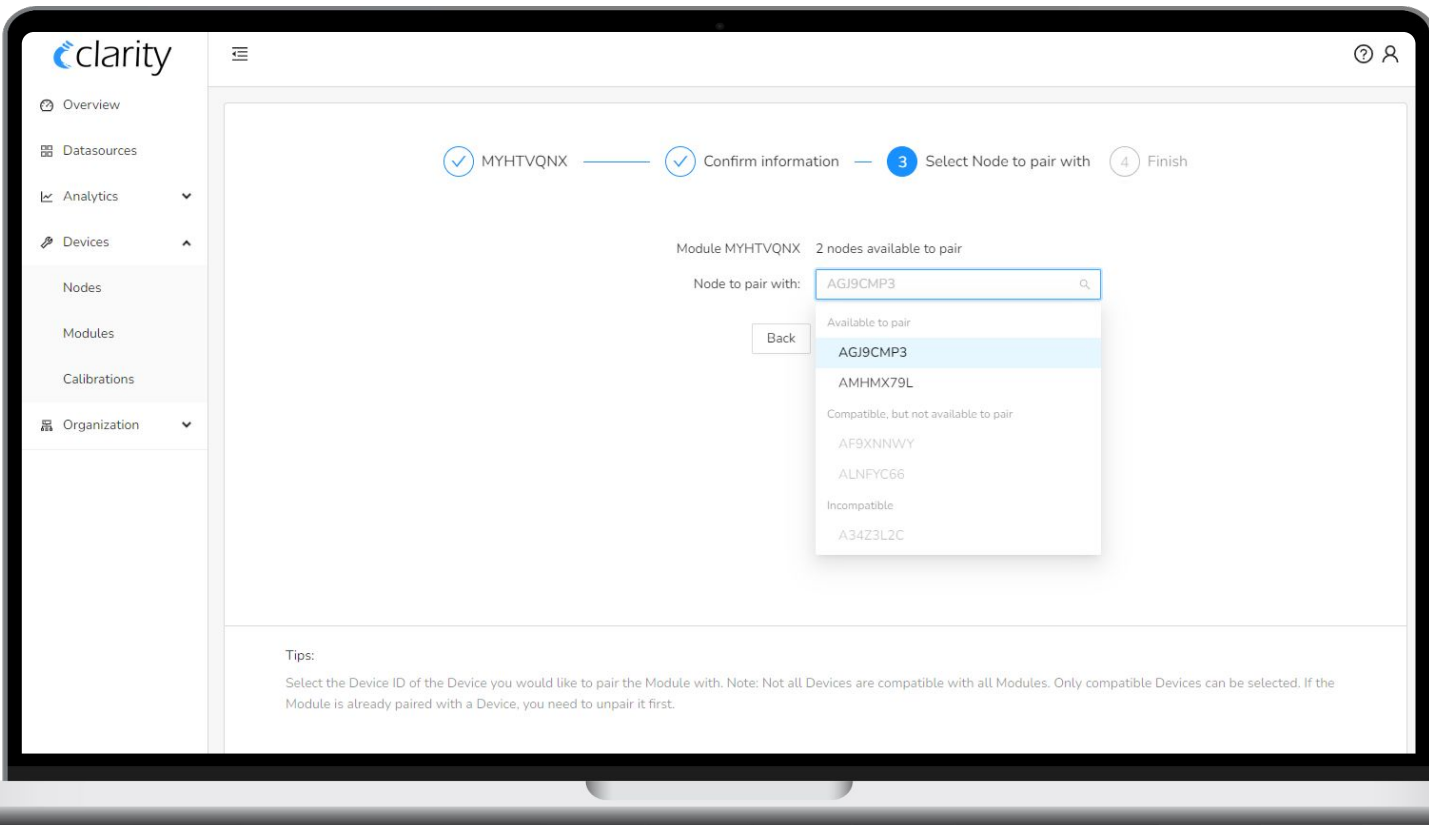 clarity
Overview
Datasources
Analytics
Devices
Nodes
Modules
Calibrations
Organization
MYHTVQNX
Confirm information
3 Select Node to pair with
4 Finish
Module MYHTVQNX 2 nodes available to pair
Node to pair with: AGJ9CMP3
Back
Available to pair
AGJ9CMP3
AMHMX79L
Compatible, but not available to pair
AF9XNNWY
ALNFYC66
Incompatible
A34Z3L2C
Tips:
Select the Device ID of the Device you would like to pair the Module with. Note: Not all Devices are compatible with all Modules. Only compatible Devices can be selected. If the
Module is already paired with a Device, you need to unpair it first.